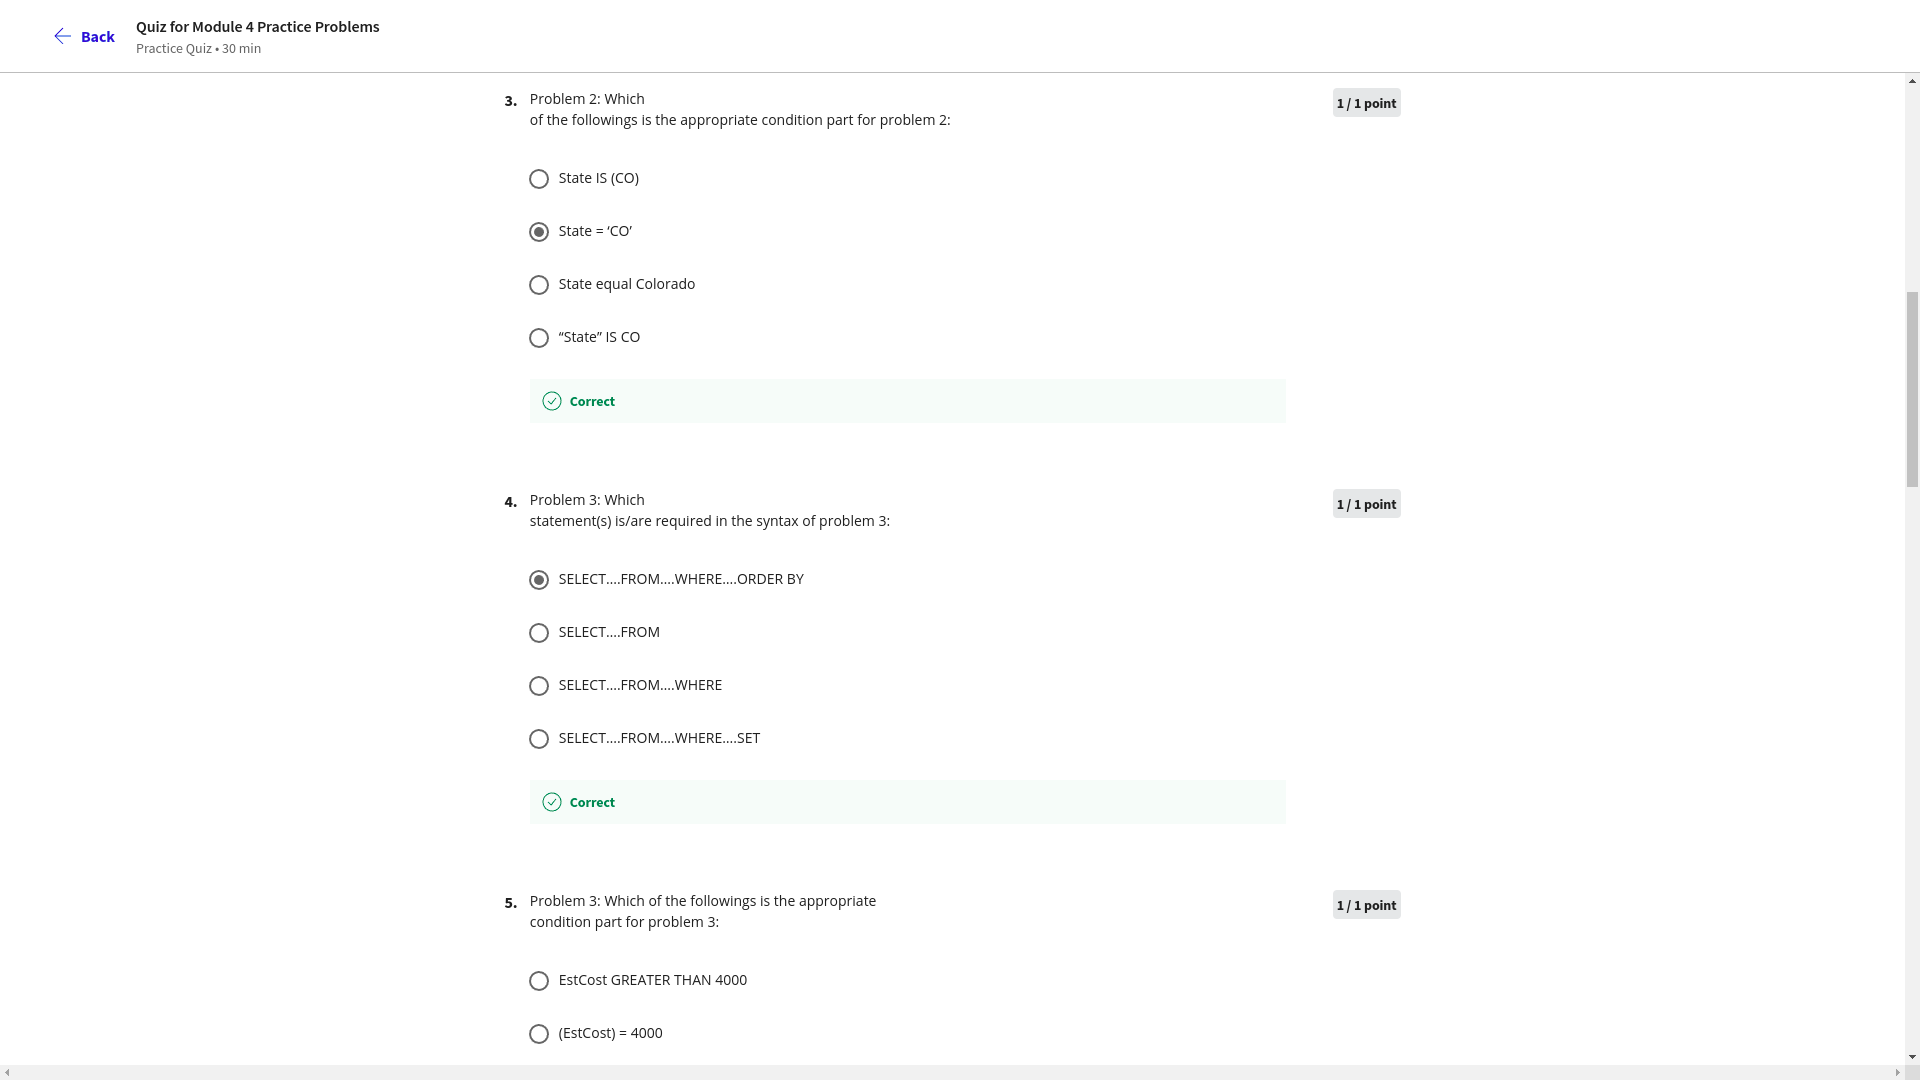 Back
Quiz for Module 4 Practice Problems
Practice Quiz • 30 min
3.
Problem 2: Which
of the followings is the appropriate condition part for problem 2:
1 / 1 point
State IS (CO)
State = ‘CO’
State equal Colorado
“State” IS CO
Correct
4.
Problem 3: Which
statement(s) is/are required in the syntax of problem 3:
1 / 1 point
SELECT....FROM....WHERE....ORDER BY
SELECT....FROM
SELECT....FROM....WHERE
SELECT....FROM....WHERE....SET
Correct
5.
Problem 3: Which of the followings is the appropriate
condition part for problem 3:
1 / 1 point
EstCost GREATER THAN 4000
(EstCost) = 4000